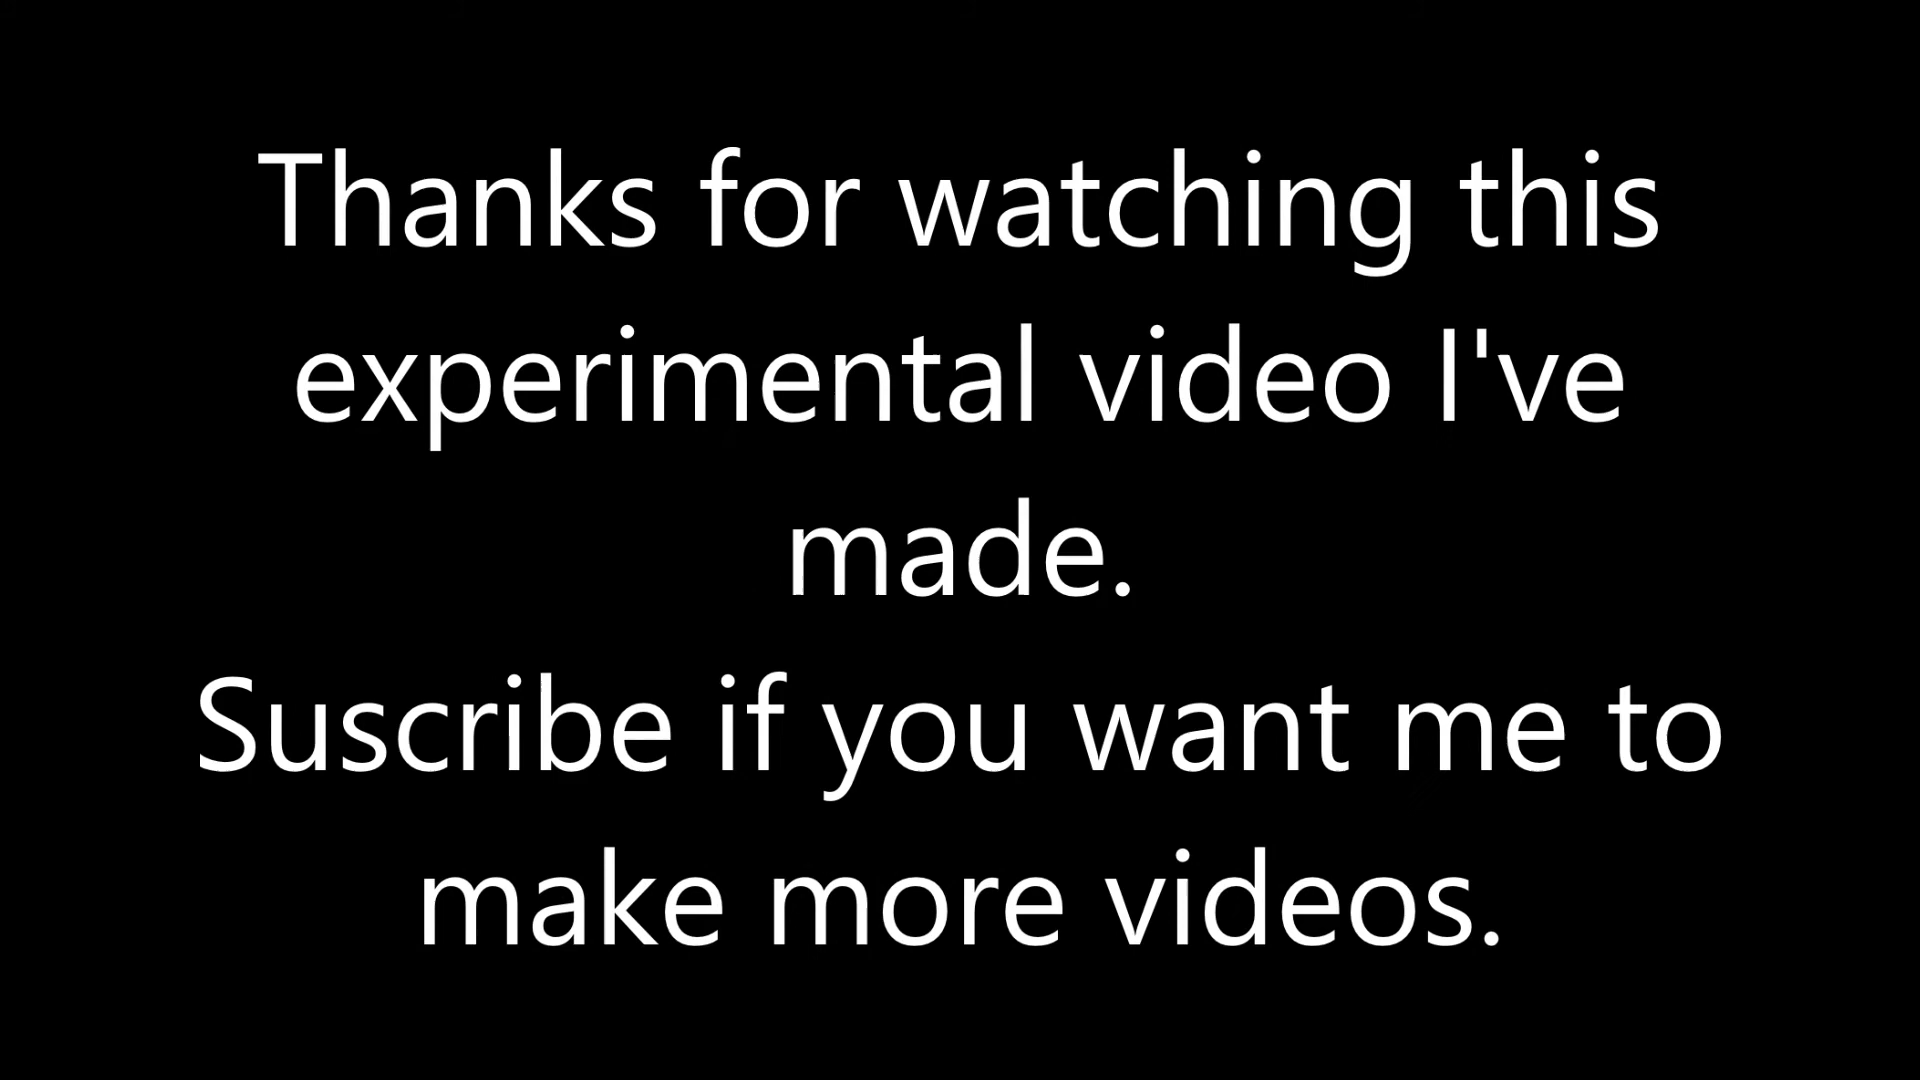 Thanks for watching this
experimental video I've
made.
Suscribe if you want me to
make more videos.